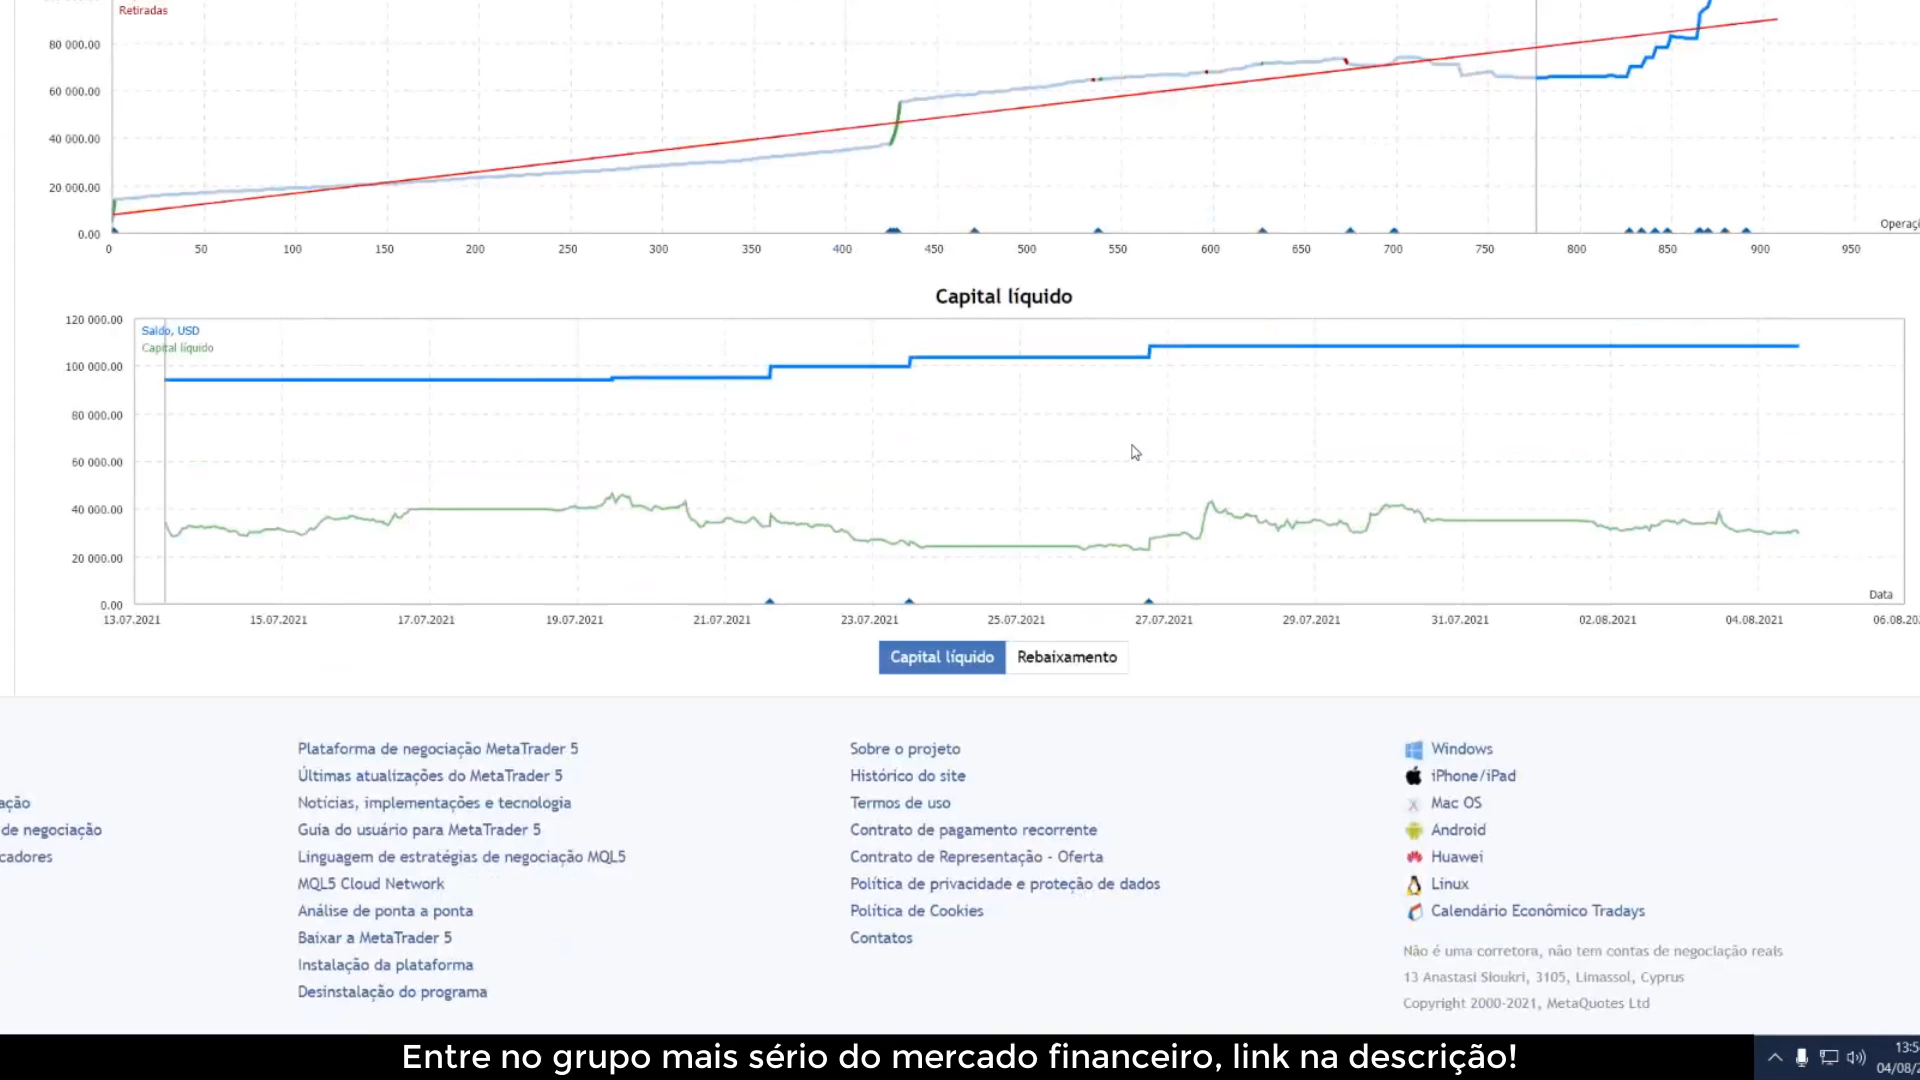 Retiradas
80 000.00
60 000.00
40 000.00
20 000.00
0.00
0 50 100 150 200 250 300 350 400 450 500 550 600 650 700 750 800 850 900 950
Operaçi
Capital líquido
120 000.00
Saldo, USD
Capital líquido
100 000.00
80 000.00
60 000.00
40 000.00
20 000.00
0.00
Data
13.07.2021 15.07.2021 17.07.2021 19.07.2021 21.07.2021 23.07.2021 25.07.2021 27.07.2021 29.07.2021 31.07.2021 02.08.2021 04.08.2021 06.08.20
Capital líquido Rebaixamento
ação
de negociação
cadores
Plataforma de negociação MetaTrader 5
Últimas atualizações do MetaTrader 5
Notícias, implementações e tecnologia
Guia do usuário para MetaTrader 5
Linguagem de estratégias de negociação MQL5
MQL5 Cloud Network
Análise de ponta a ponta
Baixar a MetaTrader 5
Instalação da plataforma
Desinstalação do programa
Sobre o projeto
Histórico do site
Termos de uso
Contrato de pagamento recorrente
Contrato de Representação - Oferta
Política de privacidade e proteção de dados
Política de Cookies
Contatos
Windows
iPhone/iPad
Mac OS
Android
Huawei
Linux
Calendário Econômico Tradays
Não é uma corretora, não tem contas de negociação reais
13 Anastasi Sioukri, 3105, Limassol, Cyprus
Copyright 2000-2021, MetaQuotes Ltd
Entre no grupo mais sério do mercado financeiro, link na descrição!
13:5
04/08/2